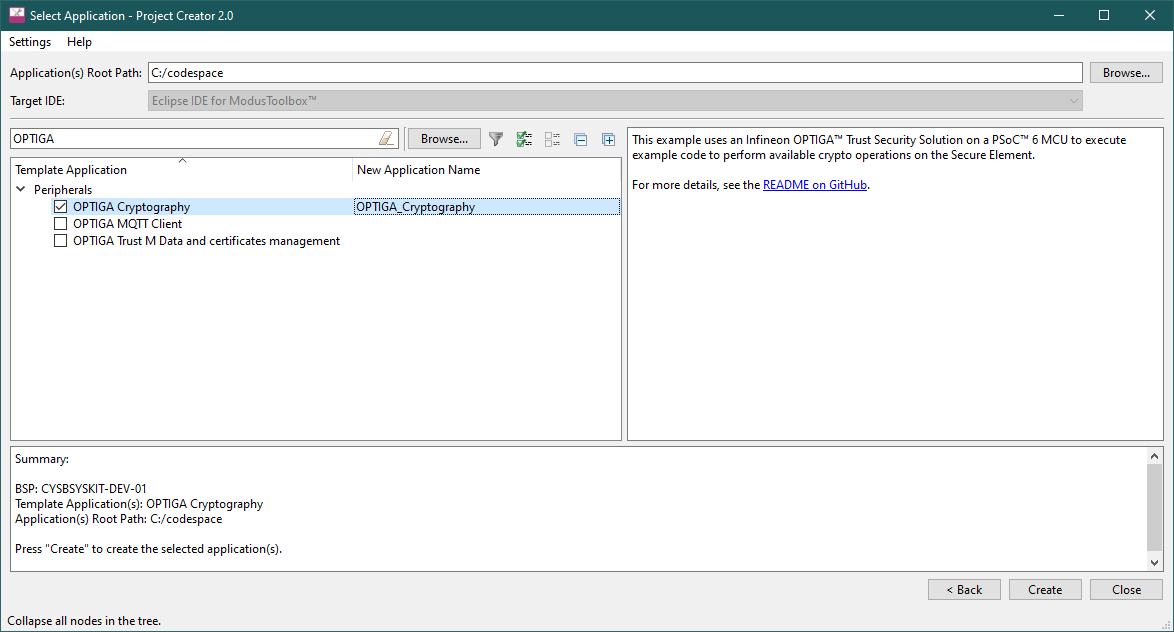 Select Application - Project Creator 2.0
Settings Help
Application(s) Root Path: C:/codespace Browse...
Target IDE: Eclipse IDE for ModusToolbox™
OPTIGA Browse...
Template Application New Application Name
Peripherals
OPTIGA Cryptography OPTIGA_Cryptography
OPTIGA MQTT Client
OPTIGA Trust M Data and certificates management
This example uses an Infineon OPTIGA™ Trust Security Solution on a PSoC™ 6 MCU to execute
example code to perform available crypto operations on the Secure Element.
For more details, see the README on GitHub.
Summary:
BSP: CYSBSYSKIT-DEV-01
Template Application(s): OPTIGA Cryptography
Application(s) Root Path: C:/codespace
Press "Create" to create the selected application(s).
< Back Create Close
Collapse all nodes in the tree.